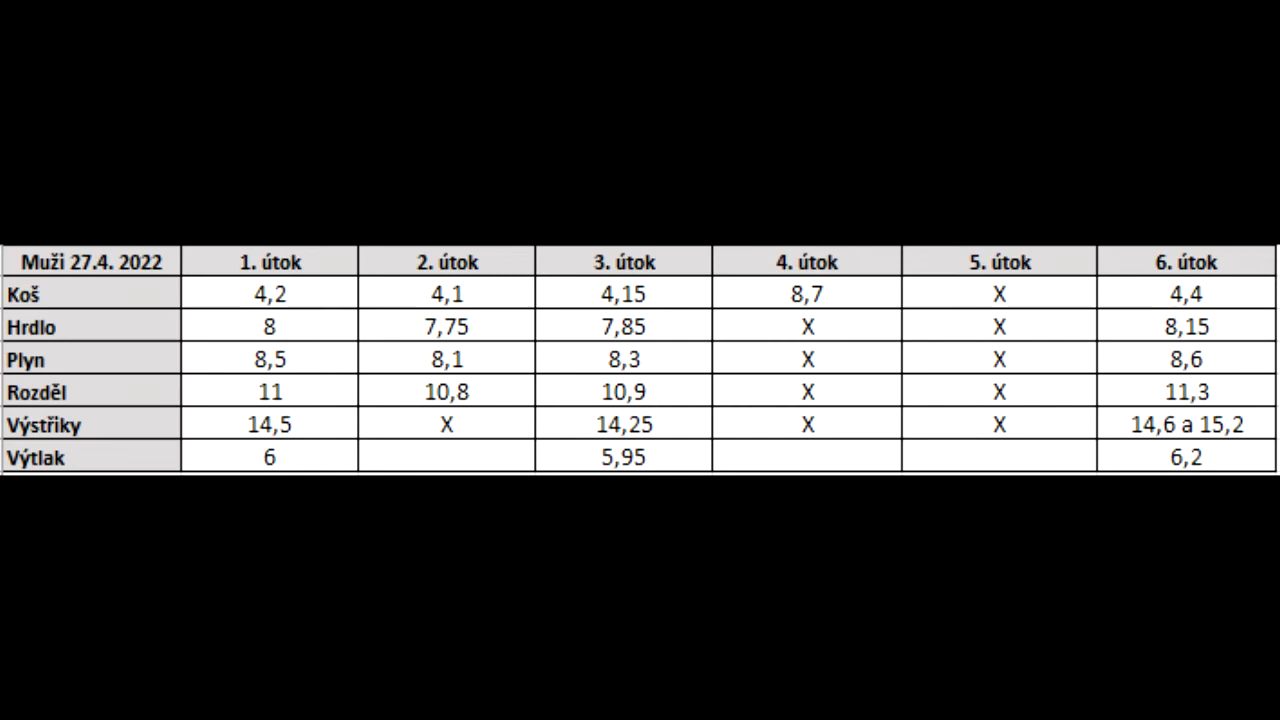 Muži 27.4. 2022 1. útok 2. útok 3. útok 4. útok 5. útok 6. útok
Koš 4,2 4,1 4,15 8,7 X 4,4
Hrdlo 8 7,75 7,85 X X 8,15
Plyn 8,5 8,1 8,3 X X 8,6
Rozděl 11 10,8 10,9 X X 11,3
Výstřiky 14,5 X 14,25 X X 14,6 a 15,2
Výtlak 6 5,95 6,2